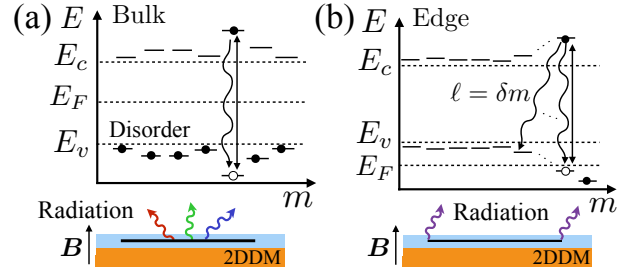 (a) E Bulk
E_c
E_F
E_v
Disorder
m
Radiation
B
2DDM
(b) E Edge
E_c
ℓ = δm
E_v
E_F
m
Radiation
B
2DDM